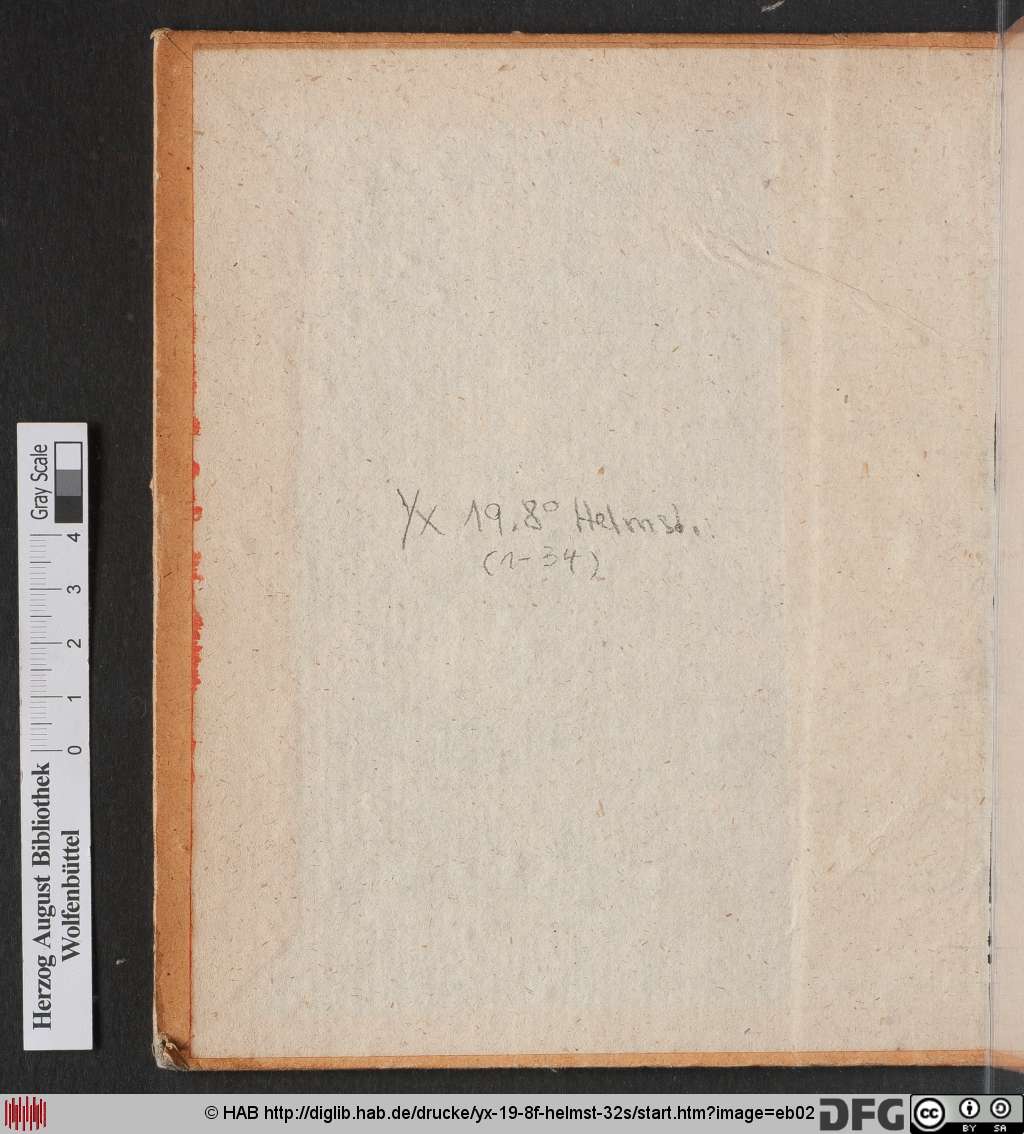 Yx 19.8° Helmst.
(1-34)
Gray Scale
4
3
2
1
0
Herzog August Bibliothek
Wolfenbüttel
© HAB http://diglib.hab.de/drucke/yx-19-8f-helmst-32s/start.htm?image=eb02
DFG
cc
BY SA